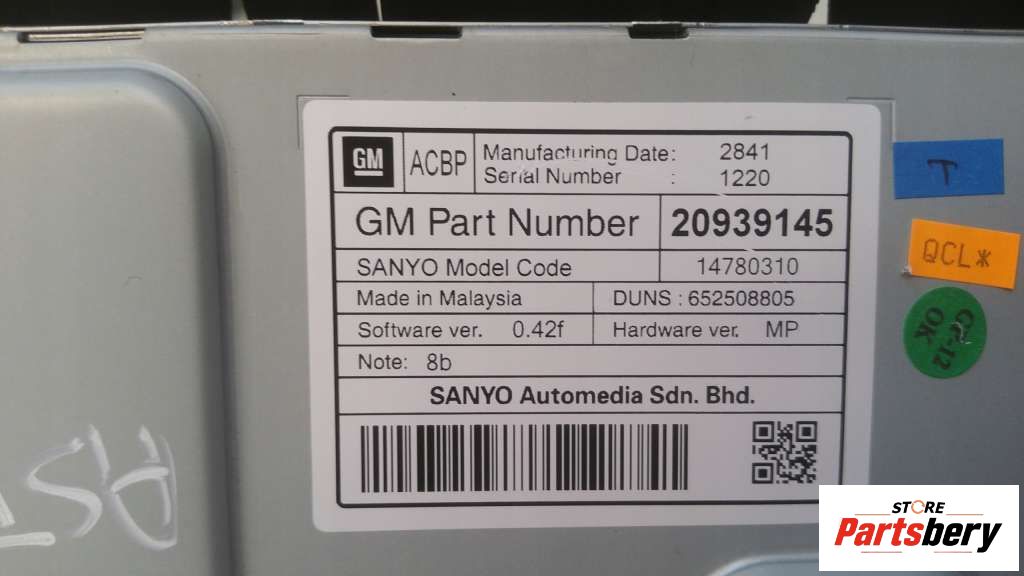 GM
ACBP
Manufacturing Date: 2841
Serial Number : 1220
GM Part Number 20939145
SANYO Model Code 14780310
Made in Malaysia DUNS : 652508805
Software ver. 0.42f Hardware ver. MP
Note: 8b
SANYO Automedia Sdn. Bhd.
T
QCL*
OK
AST
STORE
Partsbery